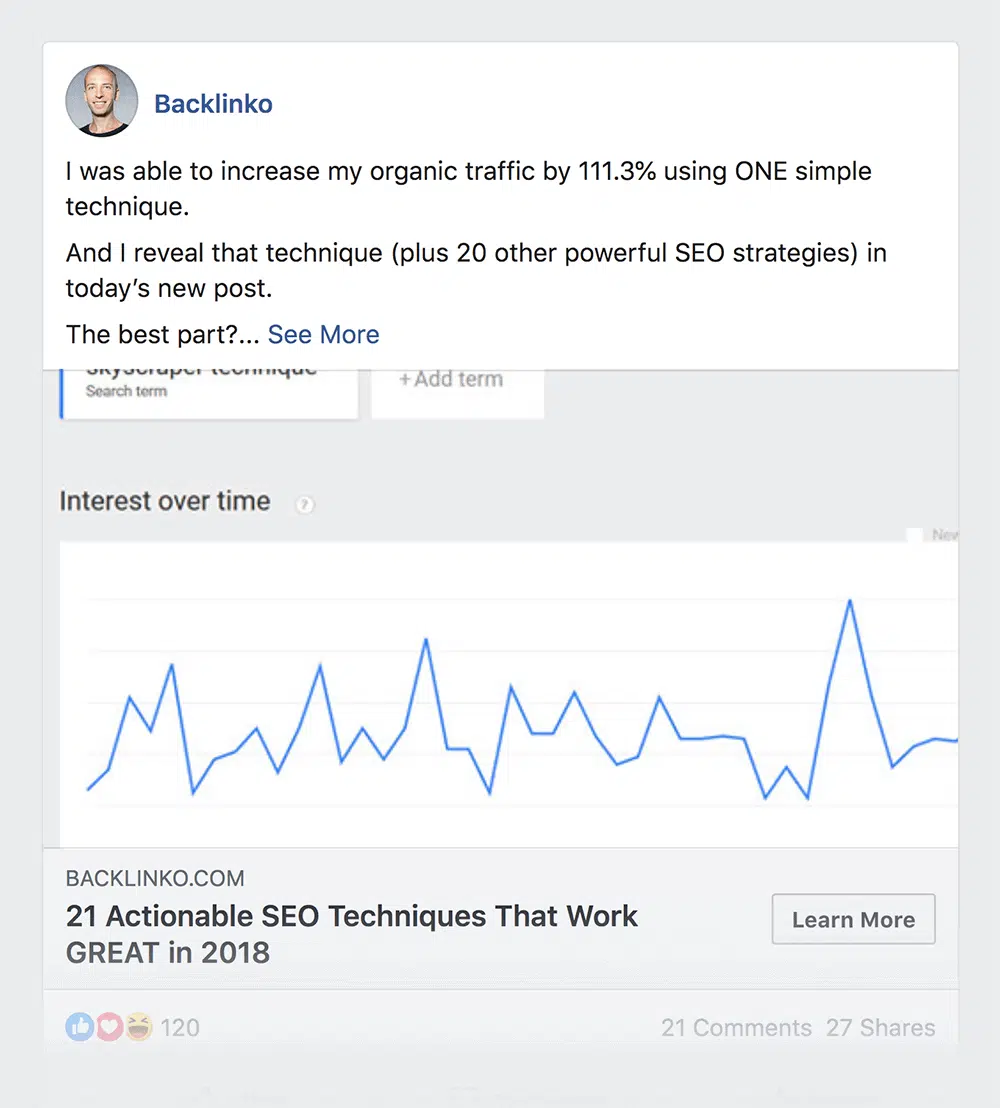 Backlinko
I was able to increase my organic traffic by 111.3% using ONE simple
technique.
And I reveal that technique (plus 20 other powerful SEO strategies) in
today’s new post.
The best part?... See More
skyscraper technique
+ Add term
Search term
Interest over time
?
BACKLINKO.COM
21 Actionable SEO Techniques That Work
GREAT in 2018
Learn More
120
21 Comments 27 Shares